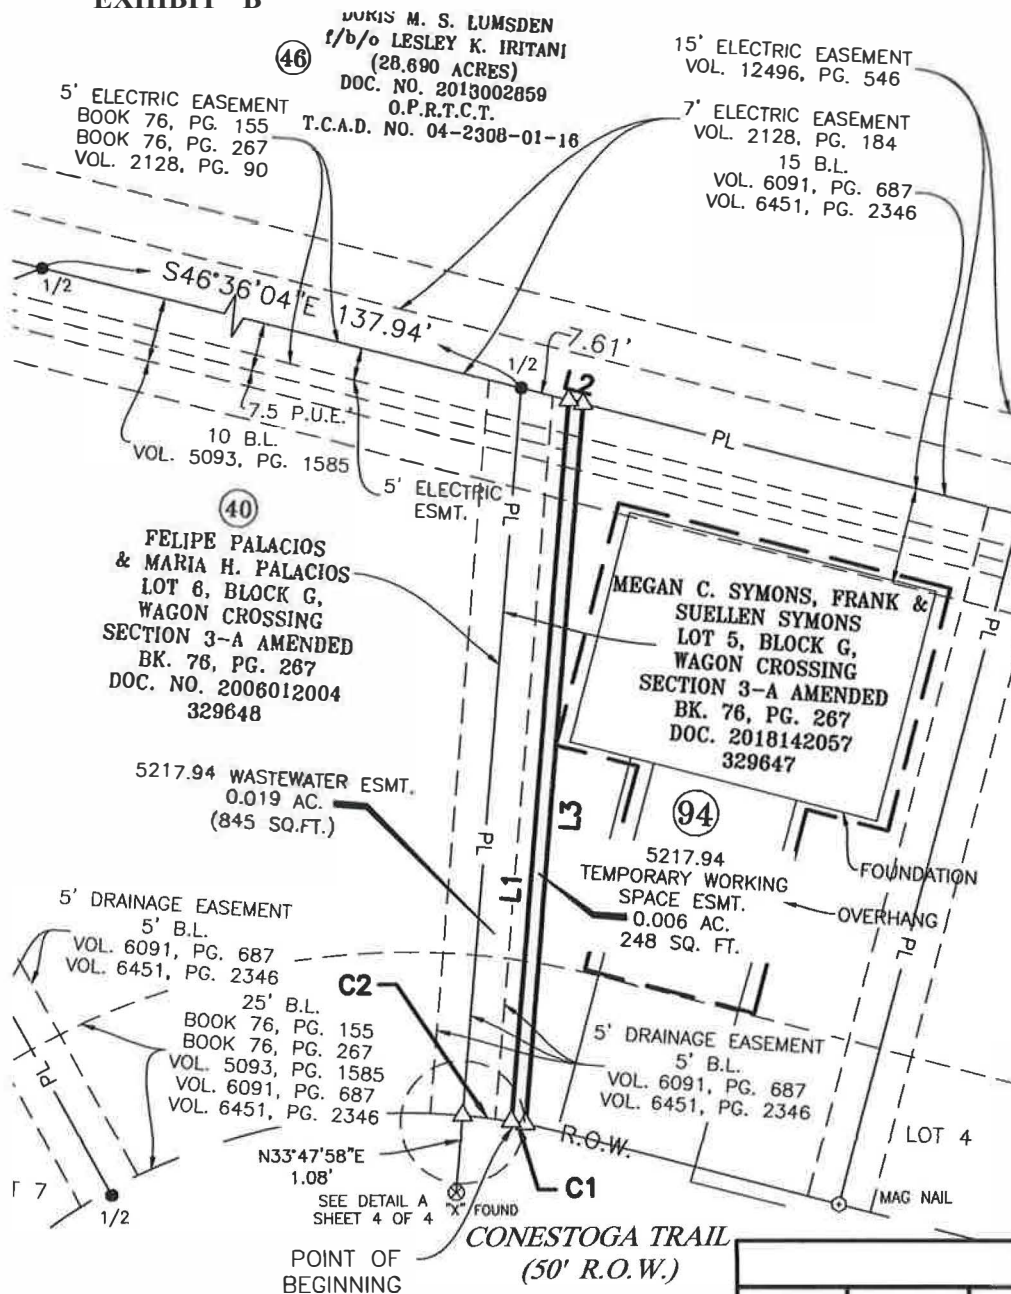 EXHIBIT "B"
DORIS M. S. LUMSDEN
f/b/o LESLEY K. IRITANI
(28.690 ACRES)
DOC. NO. 2013002859
O.P.R.T.C.T.
T.C.A.D. NO. 04-2308-01-16
46
15' ELECTRIC EASEMENT
VOL. 12496, PG. 546
5' ELECTRIC EASEMENT
BOOK 76, PG. 155
BOOK 76, PG. 267
VOL. 2128, PG. 90
7' ELECTRIC EASEMENT
VOL. 2128, PG. 184
15 B.L.
VOL. 6091, PG. 687
VOL. 6451, PG. 2346
1/2
S46°36'04"E 137.94'
1/2
7.61'
L2
PL
7.5 P.U.E.
10 B.L.
VOL. 5093, PG. 1585
5' ELECTRIC
ESMT.
PL
40
FELIPE PALACIOS
& MARIA H. PALACIOS
LOT 6, BLOCK G,
WAGON CROSSING
SECTION 3-A AMENDED
BK. 76, PG. 267
DOC. NO. 2006012004
329648
MEGAN C. SYMONS, FRANK &
SUELLEN SYMONS
LOT 5, BLOCK G,
WAGON CROSSING
SECTION 3-A AMENDED
BK. 76, PG. 267
DOC. 2018142057
329647
PL
5217.94 WASTEWATER ESMT.
0.019 AC.
(845 SQ.FT.)
L3
94
PL
L1
5217.94
TEMPORARY WORKING
SPACE ESMT.
0.006 AC.
248 SQ. FT.
FOUNDATION
OVERHANG
PL
5' DRAINAGE EASEMENT
5' B.L.
VOL. 6091, PG. 687
VOL. 6451, PG. 2346
C2
25' B.L.
BOOK 76, PG. 155
BOOK 76, PG. 267
VOL. 5093, PG. 1585
VOL. 6091, PG. 687
VOL. 6451, PG. 2346
5' DRAINAGE EASEMENT
5' B.L.
VOL. 6091, PG. 687
VOL. 6451, PG. 2346
PL
R.O.W.
LOT 4
N33°47'58"E
1.08'
T 7
1/2
SEE DETAIL A
SHEET 4 OF 4
"X" FOUND
C1
MAG NAIL
CONESTOGA TRAIL
(50' R.O.W.)
POINT OF
BEGINNING